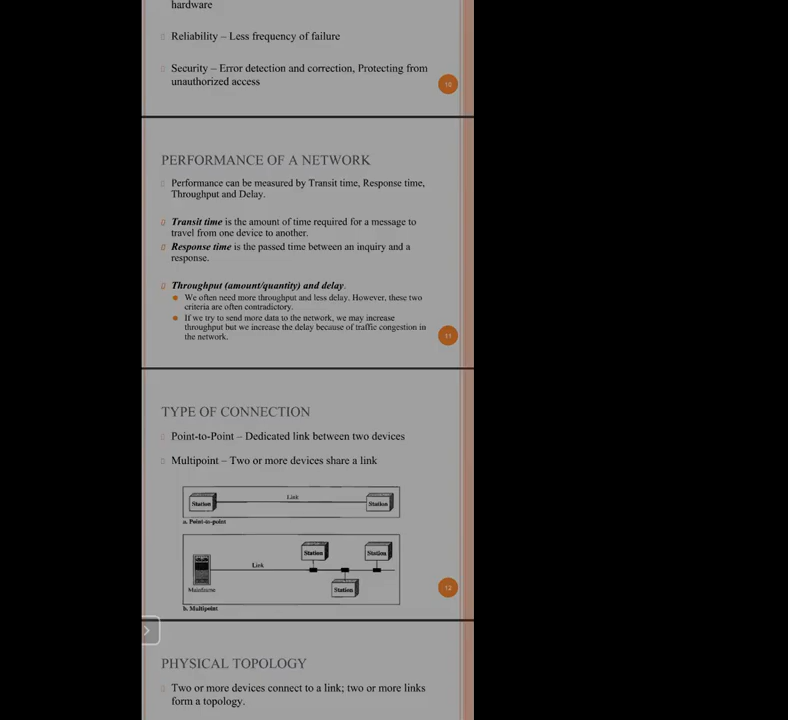 hardware
Reliability – Less frequency of failure
Security – Error detection and correction, Protecting from
unauthorized access
10
PERFORMANCE OF A NETWORK
Performance can be measured by Transit time, Response time,
Throughput and Delay.
Transit time is the amount of time required for a message to
travel from one device to another.
Response time is the passed time between an inquiry and a
response.
Throughput (amount/quantity) and delay.
We often need more throughput and less delay. However, these two
criteria are often contradictory.
If we try to send more data to the network, we may increase
throughput but we increase the delay because of traffic congestion in
the network.
11
TYPE OF CONNECTION
Point-to-Point – Dedicated link between two devices
Multipoint – Two or more devices share a link
Station
Link
Station
a. Point-to-point
Station
Station
Link
Mainframe
Station
b. Multipoint
12
PHYSICAL TOPOLOGY
Two or more devices connect to a link; two or more links
form a topology.